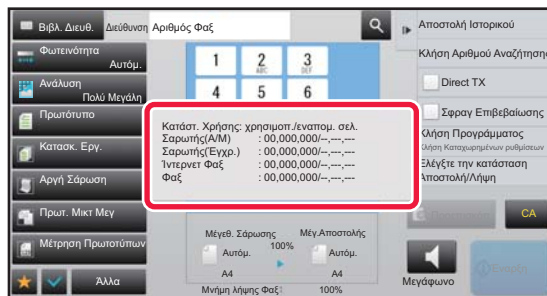 Βιβλ. Διευθ.
Διεύθυνση Αριθμός Φαξ
Αποστολή Ιστορικού
Φωτεινότητα
Αυτόμ.
1 2 3
ABC DEF
Κλήση Αριθμού Αναζήτησης
Ανάλυση
Πολύ Μεγάλη
4 5 6
Direct TX
Πρωτότυπο
Σφραγ Επιβεβαίωσης
Κατάστ. Χρήσης: χρησιμοπ./εναπομ. σελ.
Σαρωτής(Α/Μ) : 00,000,000/--,---,---
Σαρωτής(Έγχρ.) : 00,000,000/--,---,---
Ίντερνετ Φαξ : 00,000,000/--,---,---
Φαξ : 00,000,000/--,---,---
Κλήση Προγράμματος
Κλήση Καταχωρημένων ρυθμίσεων
Κατασκ. Εργ.
Ελέγξτε την κατάσταση
Αποστολή/Λήψη
Αργή Σάρωση
Πρωτ. Μικτ Μεγ
CA
Μέγεθ. Σάρωσης Μέγ.Αποστολής
Μέτρηση Πρωτοτύπων
Αυτόμ. 100% Αυτόμ.
A4 A4
Άλλα
Μνήμη λήψης Φαξ: 100%
Μεγάφωνο
Έναρξη